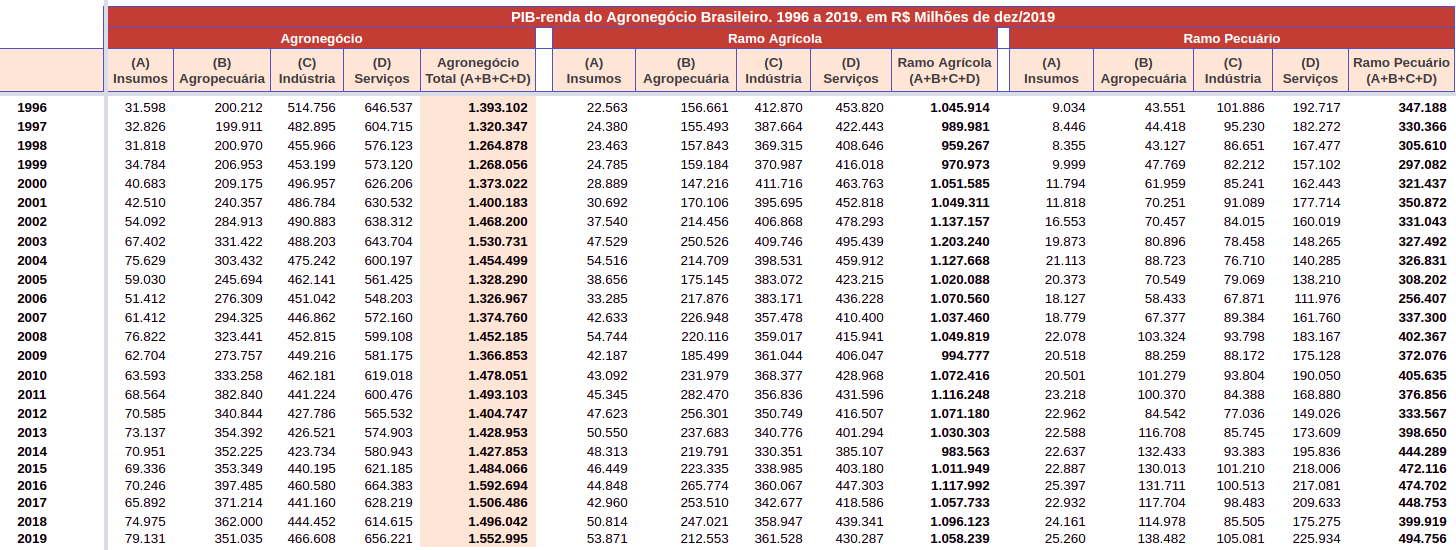 PIB-renda do Agronegócio Brasileiro. 1996 a 2019. em R$ Milhões de dez/2019
Agronegócio Ramo Agrícola Ramo Pecuário
(A) (B) (C) (D) Agronegócio (A) (B) (C) (D) Ramo Agrícola (A) (B) (C) (D) Ramo Pecuário
Insumos Agropecuária Indústria Serviços Total (A+B+C+D) Insumos Agropecuária Indústria Serviços (A+B+C+D) Insumos Agropecuária Indústria Serviços (A+B+C+D)
1996 31.598 200.212 514.756 646.537 1.393.102 22.563 156.661 412.870 453.820 1.045.914 9.034 43.551 101.886 192.717 347.188
1997 32.826 199.911 482.895 604.715 1.320.347 24.380 155.493 387.664 422.443 989.981 8.446 44.418 95.230 182.272 330.366
1998 31.818 200.970 455.966 576.123 1.264.878 23.463 157.843 369.315 408.646 959.267 8.355 43.127 86.651 167.477 305.610
1999 34.784 206.953 453.199 573.120 1.268.056 24.785 159.184 370.987 416.018 970.973 9.999 47.769 82.212 157.102 297.082
2000 40.683 209.175 496.957 626.206 1.373.022 28.889 147.216 411.716 463.763 1.051.585 11.794 61.959 85.241 162.443 321.437
2001 42.510 240.357 486.784 630.532 1.400.183 30.692 170.106 395.695 452.818 1.049.311 11.818 70.251 91.089 177.714 350.872
2002 54.092 284.913 490.883 638.312 1.468.200 37.540 214.456 406.868 478.293 1.137.157 16.553 70.457 84.015 160.019 331.043
2003 67.402 331.422 488.203 643.704 1.530.731 47.529 250.526 409.746 495.439 1.203.240 19.873 80.896 78.458 148.265 327.492
2004 75.629 303.432 475.242 600.197 1.454.499 54.516 214.709 398.531 459.912 1.127.668 21.113 88.723 76.710 140.285 326.831
2005 59.030 245.694 462.141 561.425 1.328.290 38.656 175.145 383.072 423.215 1.020.088 20.373 70.549 79.069 138.210 308.202
2006 51.412 276.309 451.042 548.203 1.326.967 33.285 217.876 383.171 436.228 1.070.560 18.127 58.433 67.871 111.976 256.407
2007 61.412 294.325 446.862 572.160 1.374.760 42.633 226.948 357.478 410.400 1.037.460 18.779 67.377 89.384 161.760 337.300
2008 76.822 323.441 452.815 599.108 1.452.185 54.744 220.116 359.017 415.941 1.049.819 22.078 103.324 93.798 183.167 402.367
2009 62.704 273.757 449.216 581.175 1.366.853 42.187 185.499 361.044 406.047 994.777 20.518 88.259 88.172 175.128 372.076
2010 63.593 333.258 462.181 619.018 1.478.051 43.092 231.979 368.377 428.968 1.072.416 20.501 101.279 93.804 190.050 405.635
2011 68.564 382.840 441.224 600.476 1.493.103 45.345 282.470 356.836 431.596 1.116.248 23.218 100.370 84.388 168.880 376.856
2012 70.585 340.844 427.786 565.532 1.404.747 47.623 256.301 350.749 416.507 1.071.180 22.962 84.542 77.036 149.026 333.567
2013 73.137 354.392 426.521 574.903 1.428.953 50.550 237.683 340.776 401.294 1.030.303 22.588 116.708 85.745 173.609 398.650
2014 70.951 352.225 423.734 580.943 1.427.853 48.313 219.791 330.351 385.107 983.563 22.637 132.433 93.383 195.836 444.289
2015 69.336 353.349 440.195 621.185 1.484.066 46.449 223.335 338.985 403.180 1.011.949 22.887 130.013 101.210 218.006 472.116
2016 70.246 397.485 460.580 664.383 1.592.694 44.848 265.774 360.067 447.303 1.117.992 25.397 131.711 100.513 217.081 474.702
2017 65.892 371.214 441.160 628.219 1.506.486 42.960 253.510 342.677 418.586 1.057.733 22.932 117.704 98.483 209.633 448.753
2018 74.975 362.000 444.452 614.615 1.496.042 50.814 247.021 358.947 439.341 1.096.123 24.161 114.978 85.505 175.275 399.919
2019 79.131 351.035 466.608 656.221 1.552.995 53.871 212.553 361.528 430.287 1.058.239 25.260 138.482 105.081 225.934 494.756